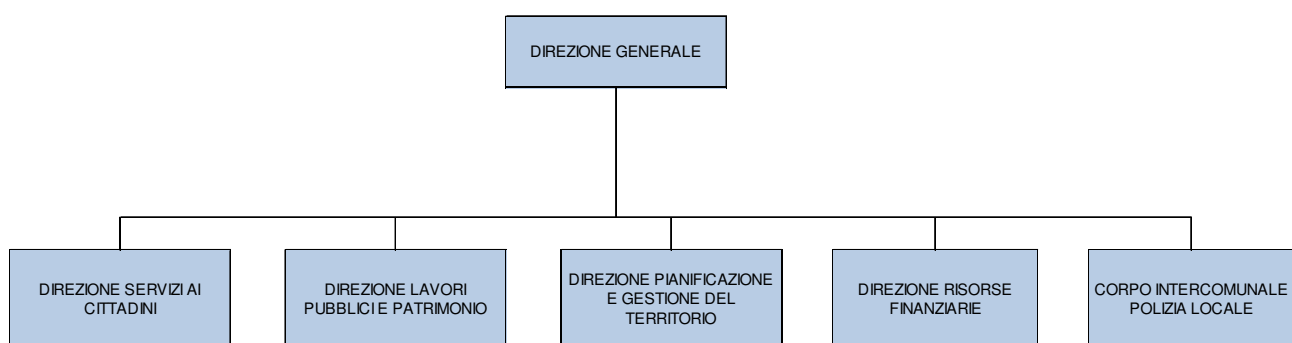 DIREZIONE GENERALE
DIREZIONE SERVIZI AI
CITTADINI
DIREZIONE LAVORI
PUBBLICI E PATRIMONIO
DIREZIONE PIANIFICAZIONE
E GESTIONE DEL
TERRITORIO
DIREZIONE RISORSE
FINANZIARIE
CORPO INTERCOMUNALE
POLIZIA LOCALE